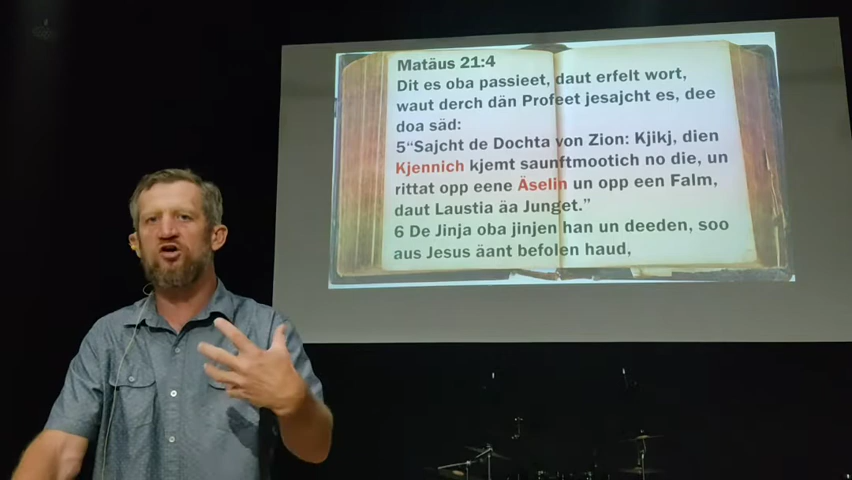 Matäus 21:4
Dit es oba passieet, daut erfelt wort,
waut derch dän Profeet jesajcht es, dee
doa säd:
5“Sajcht de Dochta von Zion: Kjikj, dien
Kjennich kjemt saunftmootich no die, un
rittat opp eene Äselin un opp een Falm,
daut Laustia äa Junget.”
6 De Jinja oba jinjen han un deeden, soo
aus Jesus äant befolen haud,